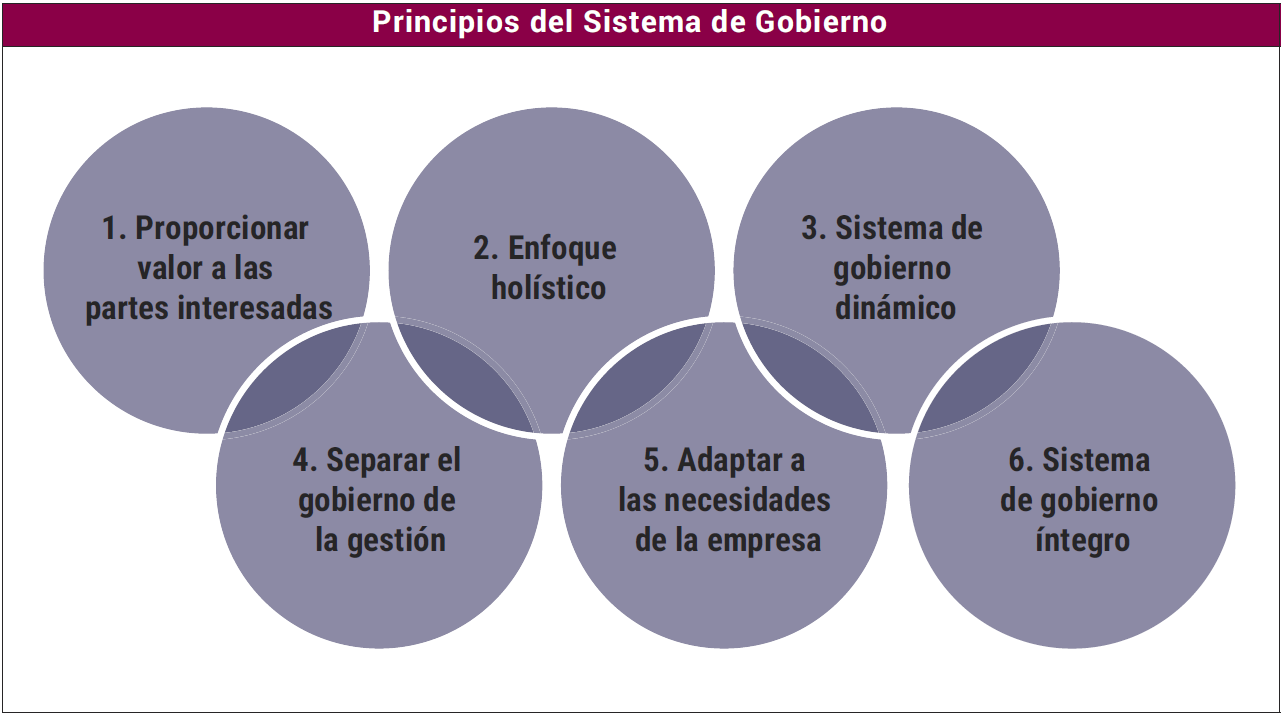 Principios del Sistema de Gobierno
1. Proporcionar
valor a las
partes interesadas
2. Enfoque
holístico
3. Sistema de
gobierno
dinámico
4. Separar el
gobierno de
la gestión
5. Adaptar a
las necesidades
de la empresa
6. Sistema
de gobierno
íntegro